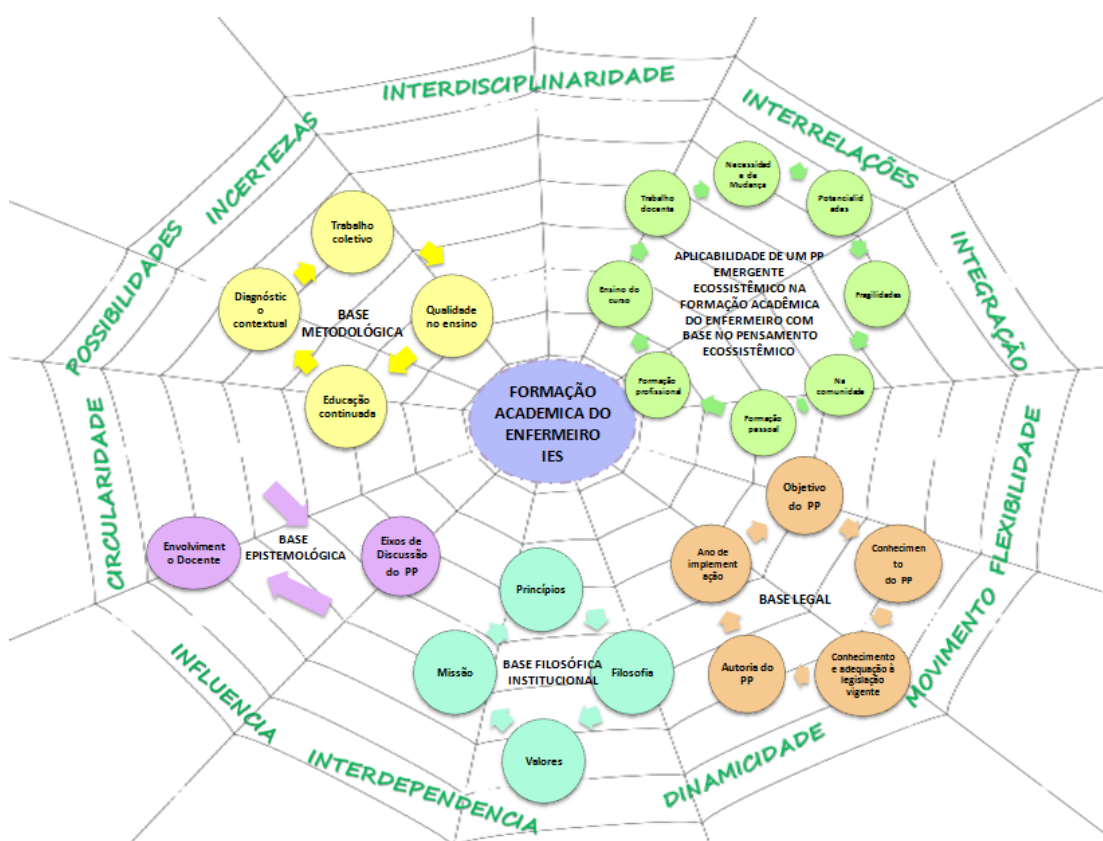 INTERDISCIPLINARIDADE
INTERRELAÇÕES
INTEGRAÇÃO
FLEXIBILIDADE
MOVIMENTO
DINAMICIDADE
INTERDEPENDENCIA
INFLUENCIA
CIRCULARIDADE
POSSIBILIDADES
INCERTEZAS
Trabalho
coletivo
Diagnóstic
o contextual
BASE
METODOLÓGICA
Qualidade
no ensino
Educação
continuada
Necessidad
e de
Mudança
Trabalho
docente
Potencialid
ades
Ensino do
curso
APLICABILIDADE DE UM PP
EMERGENTE
ECOSSISTÊMICO NA
FORMAÇÃO ACADÊMICA
DO ENFERMEIRO COM
BASE NO PENSAMENTO
ECOSSISTÊMICO
Fragilidades
Formação
profissional
Na
comunidade
Formação
pessoal
FORMAÇÃO
ACADEMICA DO
ENFERMEIRO
IES
Envolviment
o Docente
BASE
EPISTEMOLÓGICA
Eixos de
Discussão
do PP
Princípios
Missão
BASE FILOSÓFICA
INSTITUCIONAL
Filosofia
Valores
Objetivo
do PP
Ano de
implement
ação
Conhecimen
to
do PP
BASE LEGAL
Autoria do
PP
Conhecimento
e adequação à
legislação
vigente